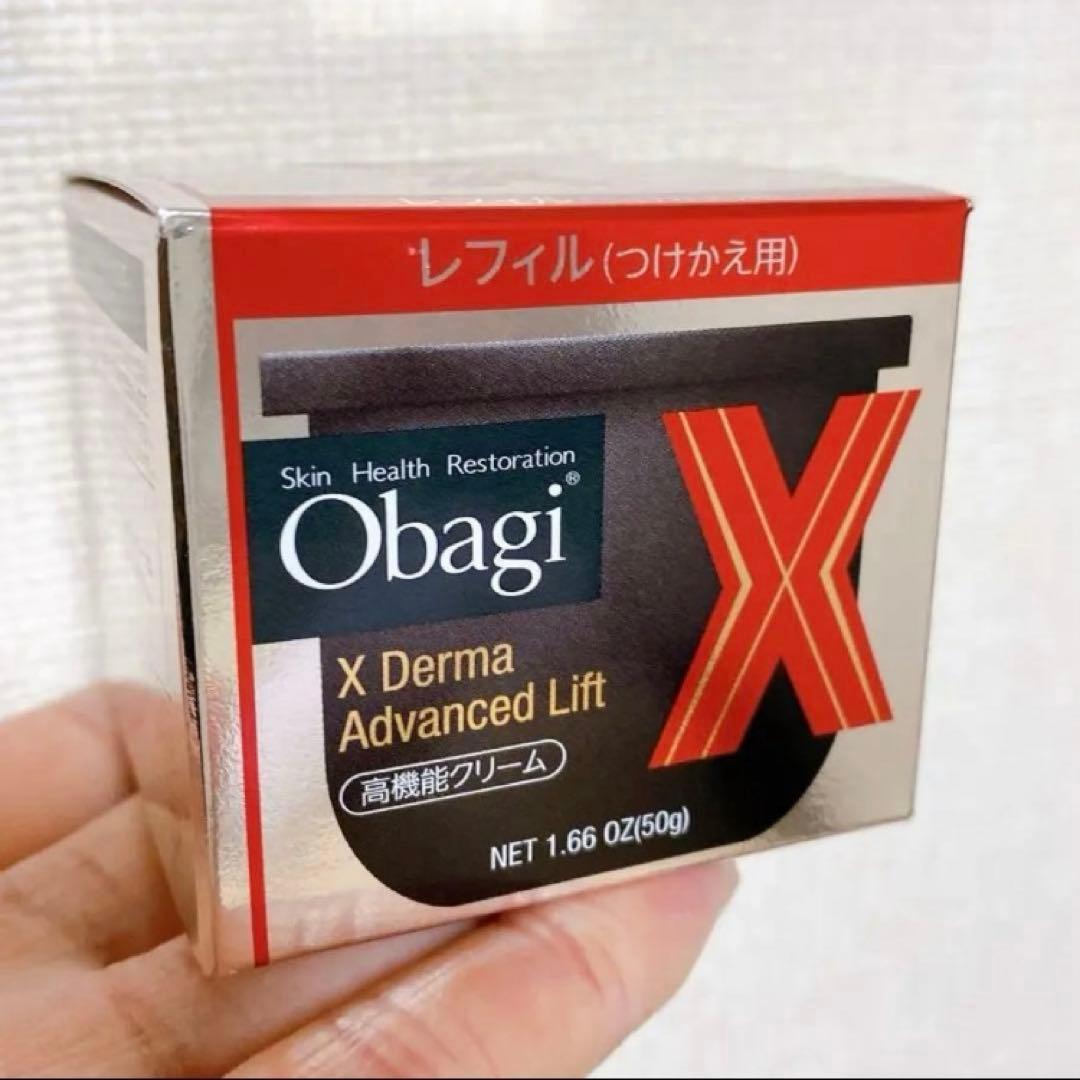 レフィル(つけかえ用)
Skin Health Restoration
Obagi®
X
X Derma
Advanced Lift
高機能クリーム
NET 1.66 OZ(50g)